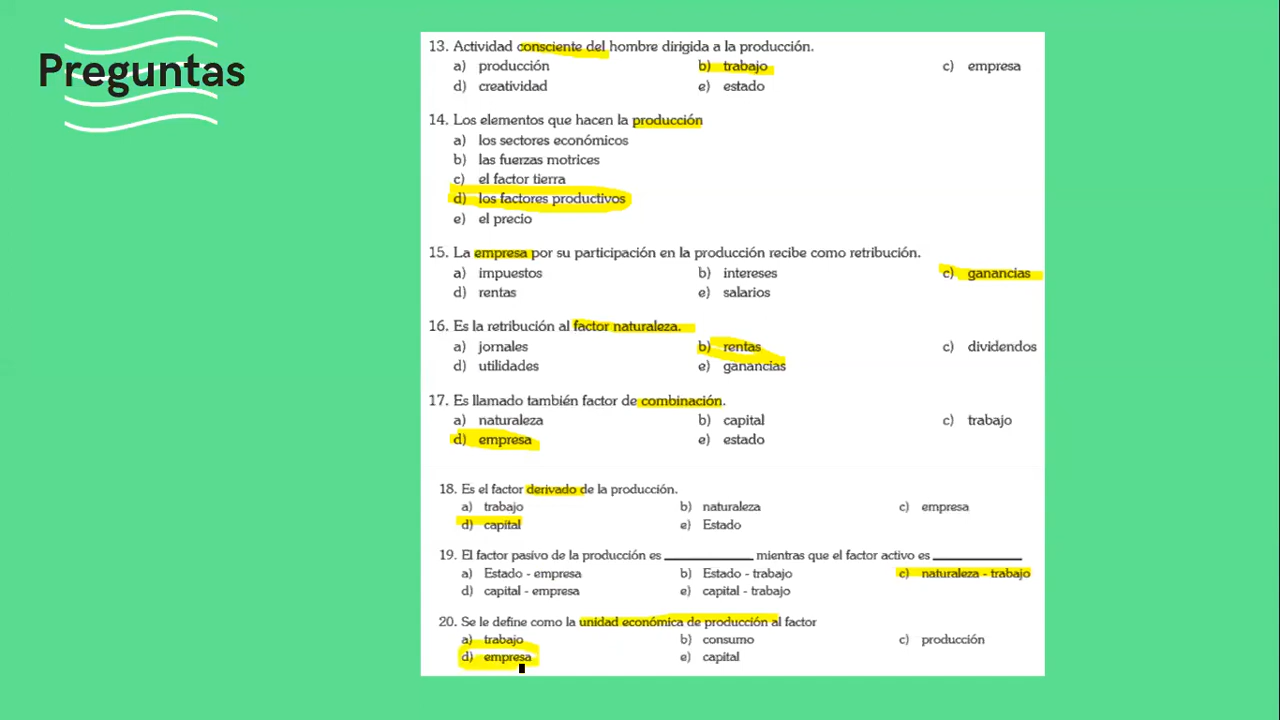 Preguntas
13. Actividad consciente del hombre dirigida a la producción.
a) producción b) trabajo c) empresa
d) creatividad e) estado
14. Los elementos que hacen la producción
a) los sectores económicos
b) las fuerzas motrices
c) el factor tierra
d) los factores productivos
e) el precio
15. La empresa por su participación en la producción recibe como retribución.
a) impuestos b) intereses c) ganancias
d) rentas e) salarios
16. Es la retribución al factor naturaleza.
a) jornales b) rentas c) dividendos
d) utilidades e) ganancias
17. Es llamado también factor de combinación.
a) naturaleza b) capital c) trabajo
d) empresa e) estado
18. Es el factor derivado de la producción.
a) trabajo b) naturaleza c) empresa
d) capital e) Estado
19. El factor pasivo de la producción es ____________ mientras que el factor activo es ____________
a) Estado - empresa b) Estado - trabajo c) naturaleza - trabajo
d) capital - empresa e) capital - trabajo
20. Se le define como la unidad económica de producción al factor
a) trabajo b) consumo c) producción
d) empresa e) capital